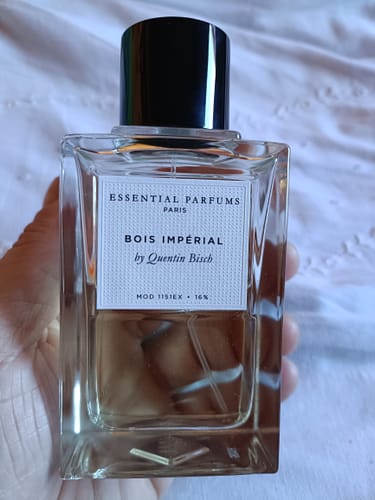 ESSENTIAL PARFUMS
PARIS
BOIS IMPÉRIAL
by Quentin Bisch
MOD 1151EX • 16%